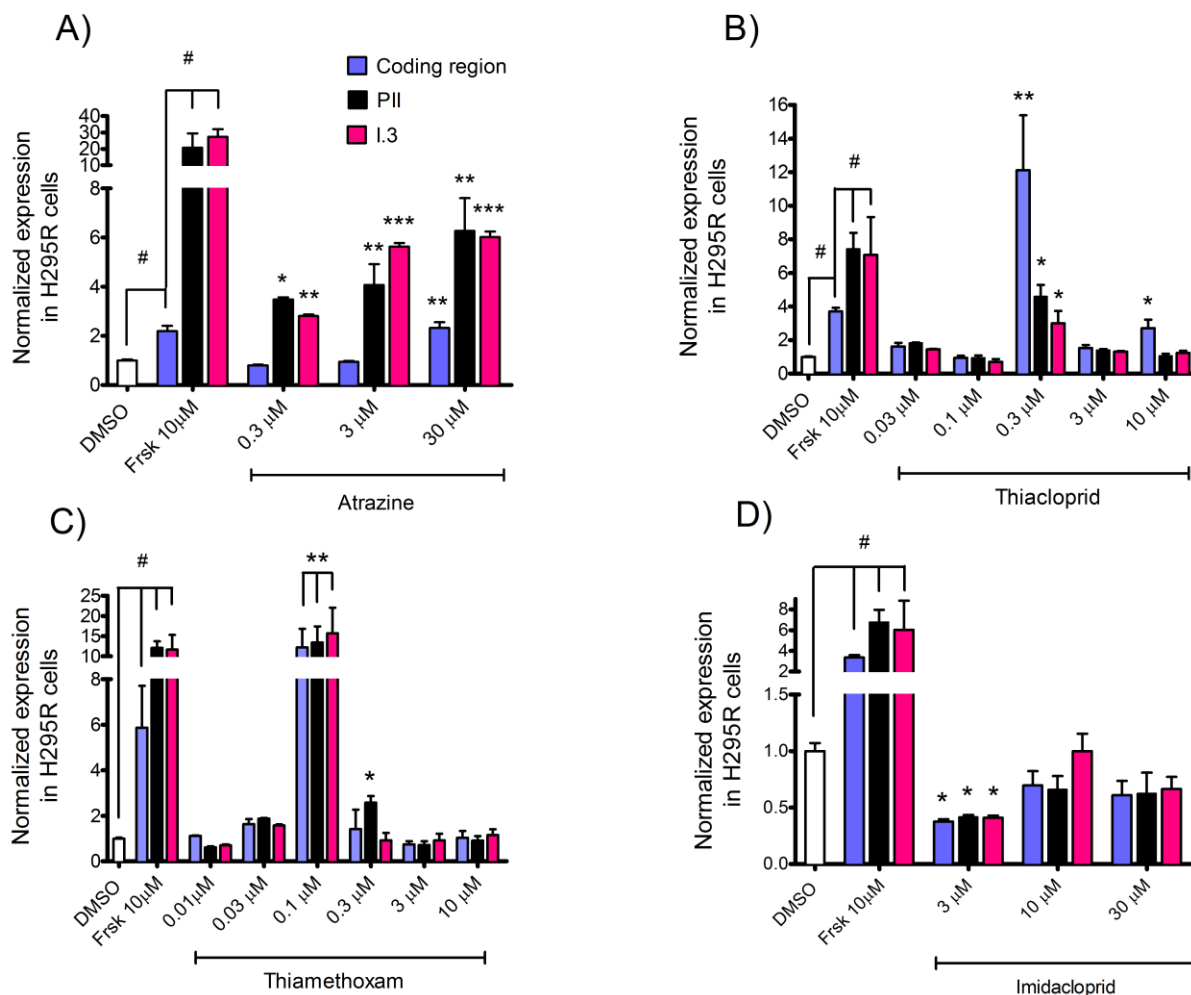 A)
#
#
Coding region
PII
I.3
40
30
20
10
8
6
4
2
0
Normalized expression
in H295R cells
*
**
**
***
**
**
***
DMSO
Frsk 10µM
0.3 µM
3 µM
30 µM
Atrazine
B)
16
14
12
10
8
6
4
2
0
Normalized expression
in H295R cells
#
#
**
*
*
*
DMSO
Frsk 10µM
0.03 µM
0.1 µM
0.3 µM
3 µM
10 µM
Thiacloprid
C)
#
**
*
25
20
15
10
8
6
4
2
0
Normalized expression
in H295R cells
DMSO
Frsk 10µM
0.01µM
0.03 µM
0.1 µM
0.3 µM
3 µM
10 µM
Thiamethoxam
D)
#
8
6
4
2
1.5
1.0
0.5
0.0
Normalized expression
in H295R cells
* * *
DMSO
Frsk 10µM
3 µM
10 µM
30 µM
Imidacloprid